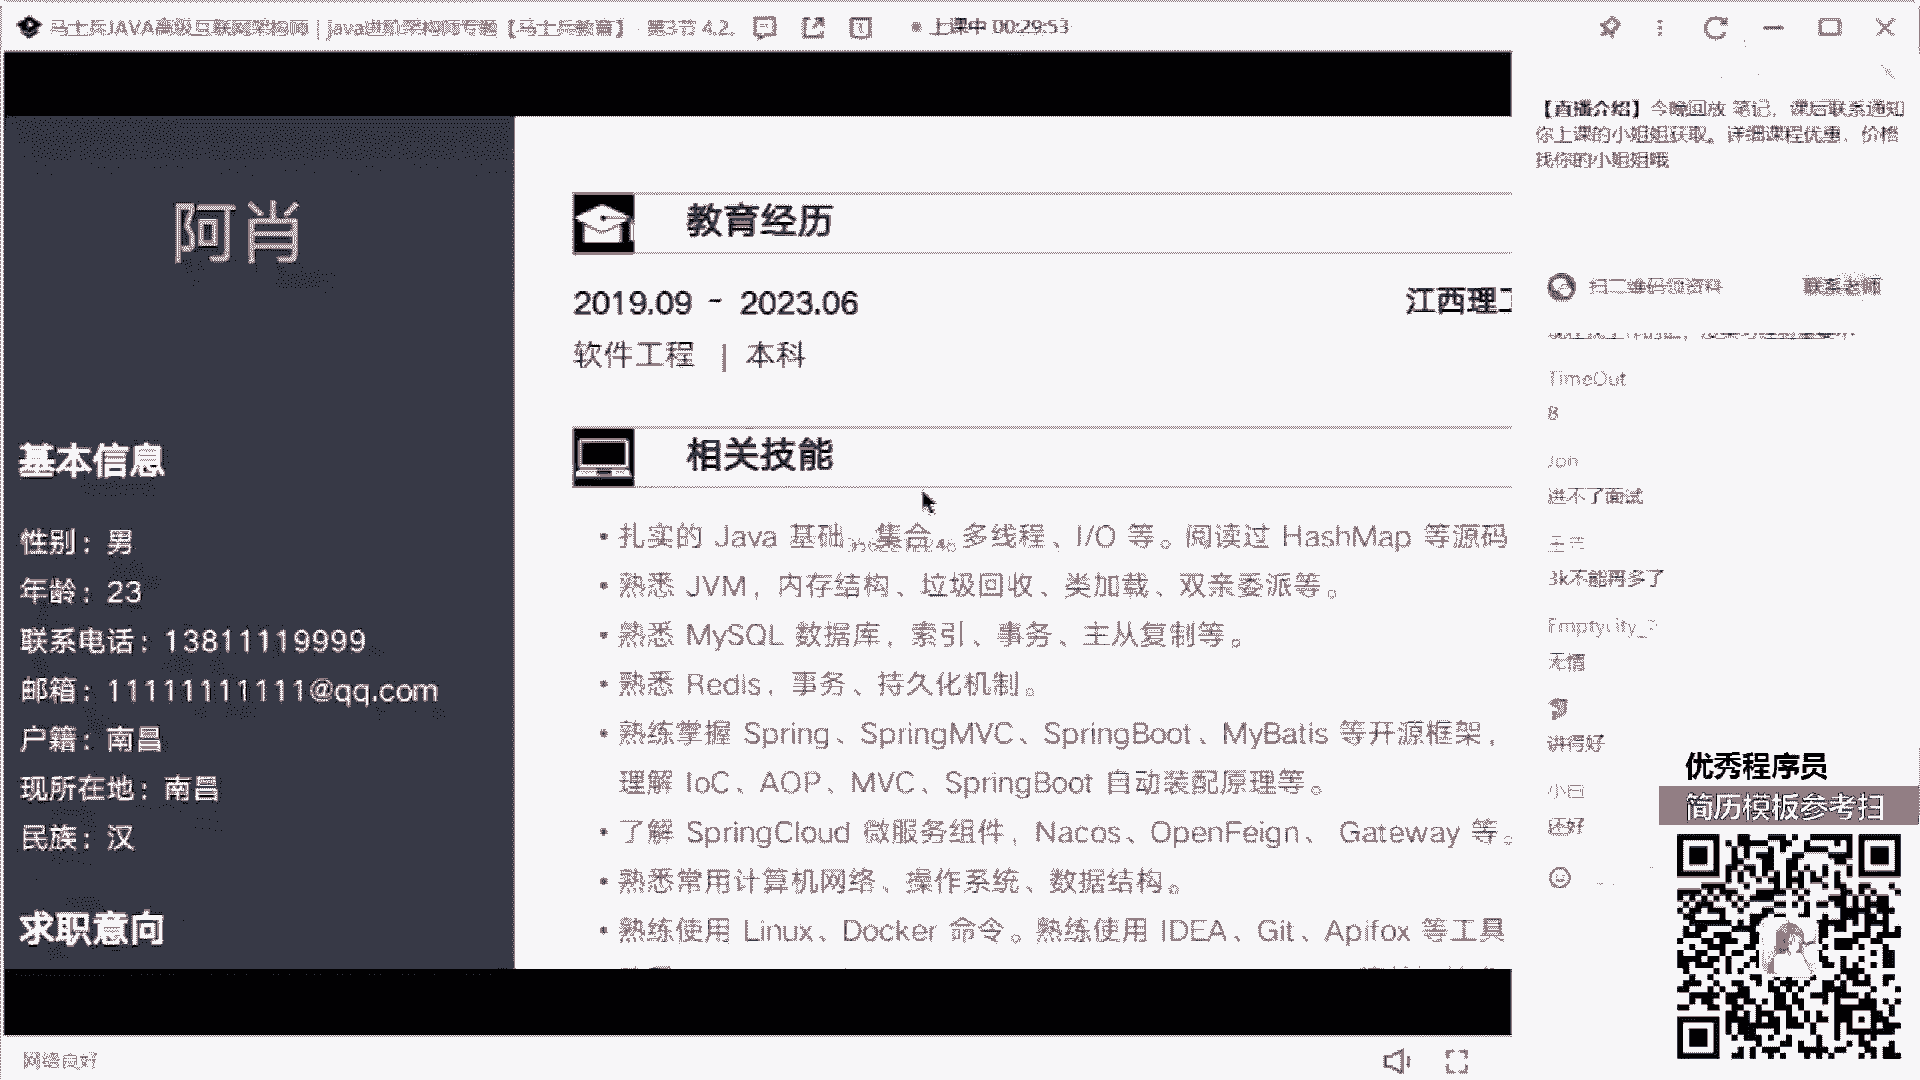 马士兵JAVA高级互联网架构师 | java进阶架构师专题【马士兵教育】 第3节 4.2.
上课中 00:29:53
阿肖
基本信息
性别：男
年龄：23
联系电话：13811119999
邮箱：11111111111@qq.com
户籍：南昌
现所在地：南昌
民族：汉
求职意向
教育经历
2019.09 ~ 2023.06
江西理工
软件工程 | 本科
相关技能
• 扎实的 Java 基础、集合、多线程、I/O 等。阅读过 HashMap 等源码
• 熟悉 JVM，内存结构、垃圾回收、类加载、双亲委派等。
• 熟悉 MySQL 数据库，索引、事务、主从复制等。
• 熟悉 Redis，事务、持久化机制。
• 熟练掌握 Spring、SpringMVC、SpringBoot、MyBatis 等开源框架，
理解 IoC、AOP、MVC、SpringBoot 自动装配原理等。
• 了解 SpringCloud 微服务组件，Nacos、OpenFeign、 Gateway 等。
• 熟悉常用计算机网络、操作系统、数据结构。
• 熟练使用 Linux、Docker 命令。熟练使用 IDEA、Git、Apifox 等工具
【直播介绍】今晚回放 笔记，课后联系通知
你上课的小姐姐获取。详细课程优惠，价格
找你的小姐姐哦
扫二维码领资料
联系老师
TimeOut
8
Jon
进不了面试
3k不能再多了
无情
讲得好
小白
还好
优秀程序员
简历模板参考扫
网络良好